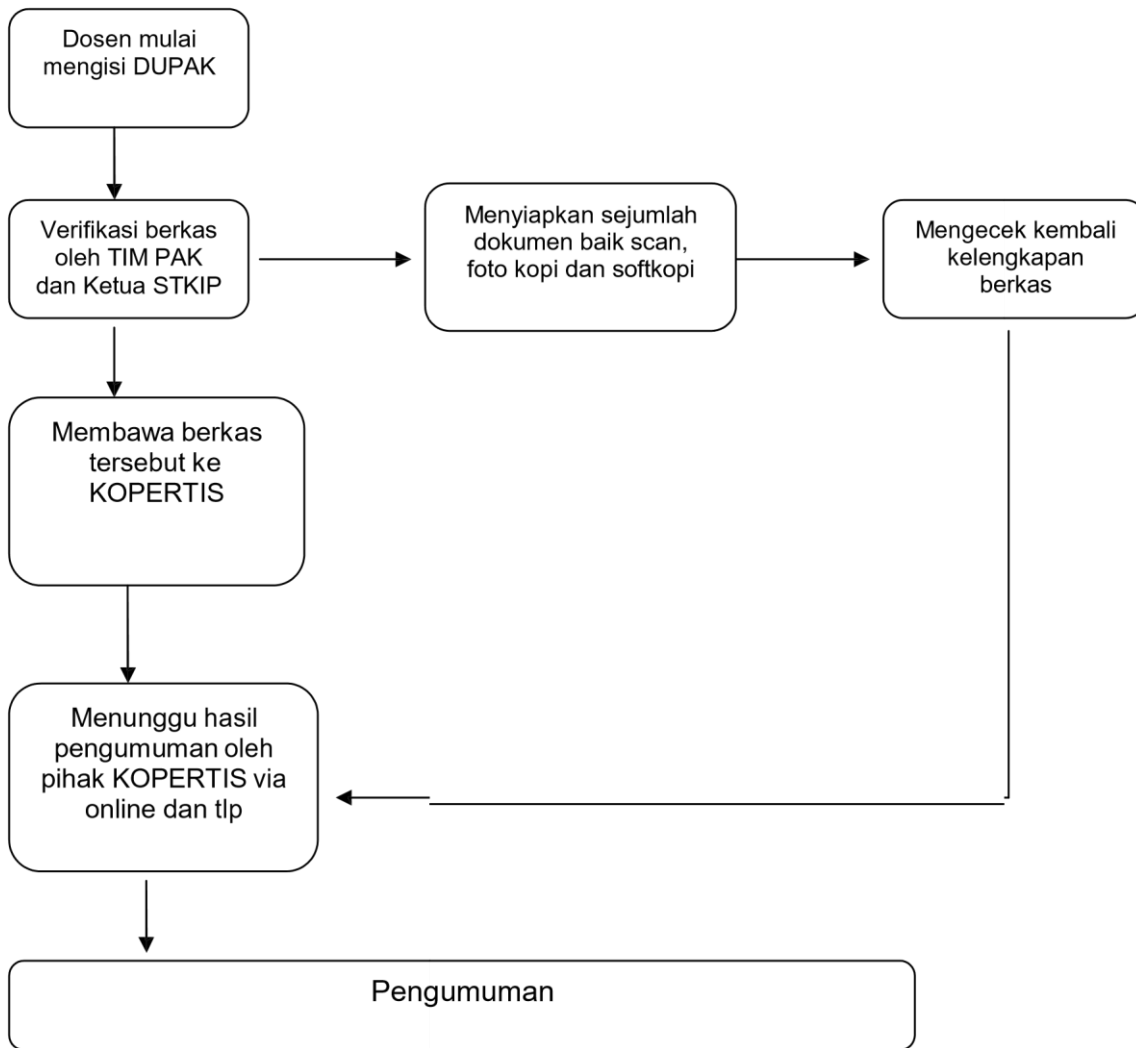 Dosen mulai
mengisi DUPAK
Verifikasi berkas
oleh TIM PAK
dan Ketua STKIP
Menyiapkan sejumlah
dokumen baik scan,
foto kopi dan softkopi
Mengecek kembali
kelengkapan
berkas
Membawa berkas
tersebut ke
KOPERTIS
Menunggu hasil
pengumuman oleh
pihak KOPERTIS via
online dan tlp
Pengumuman